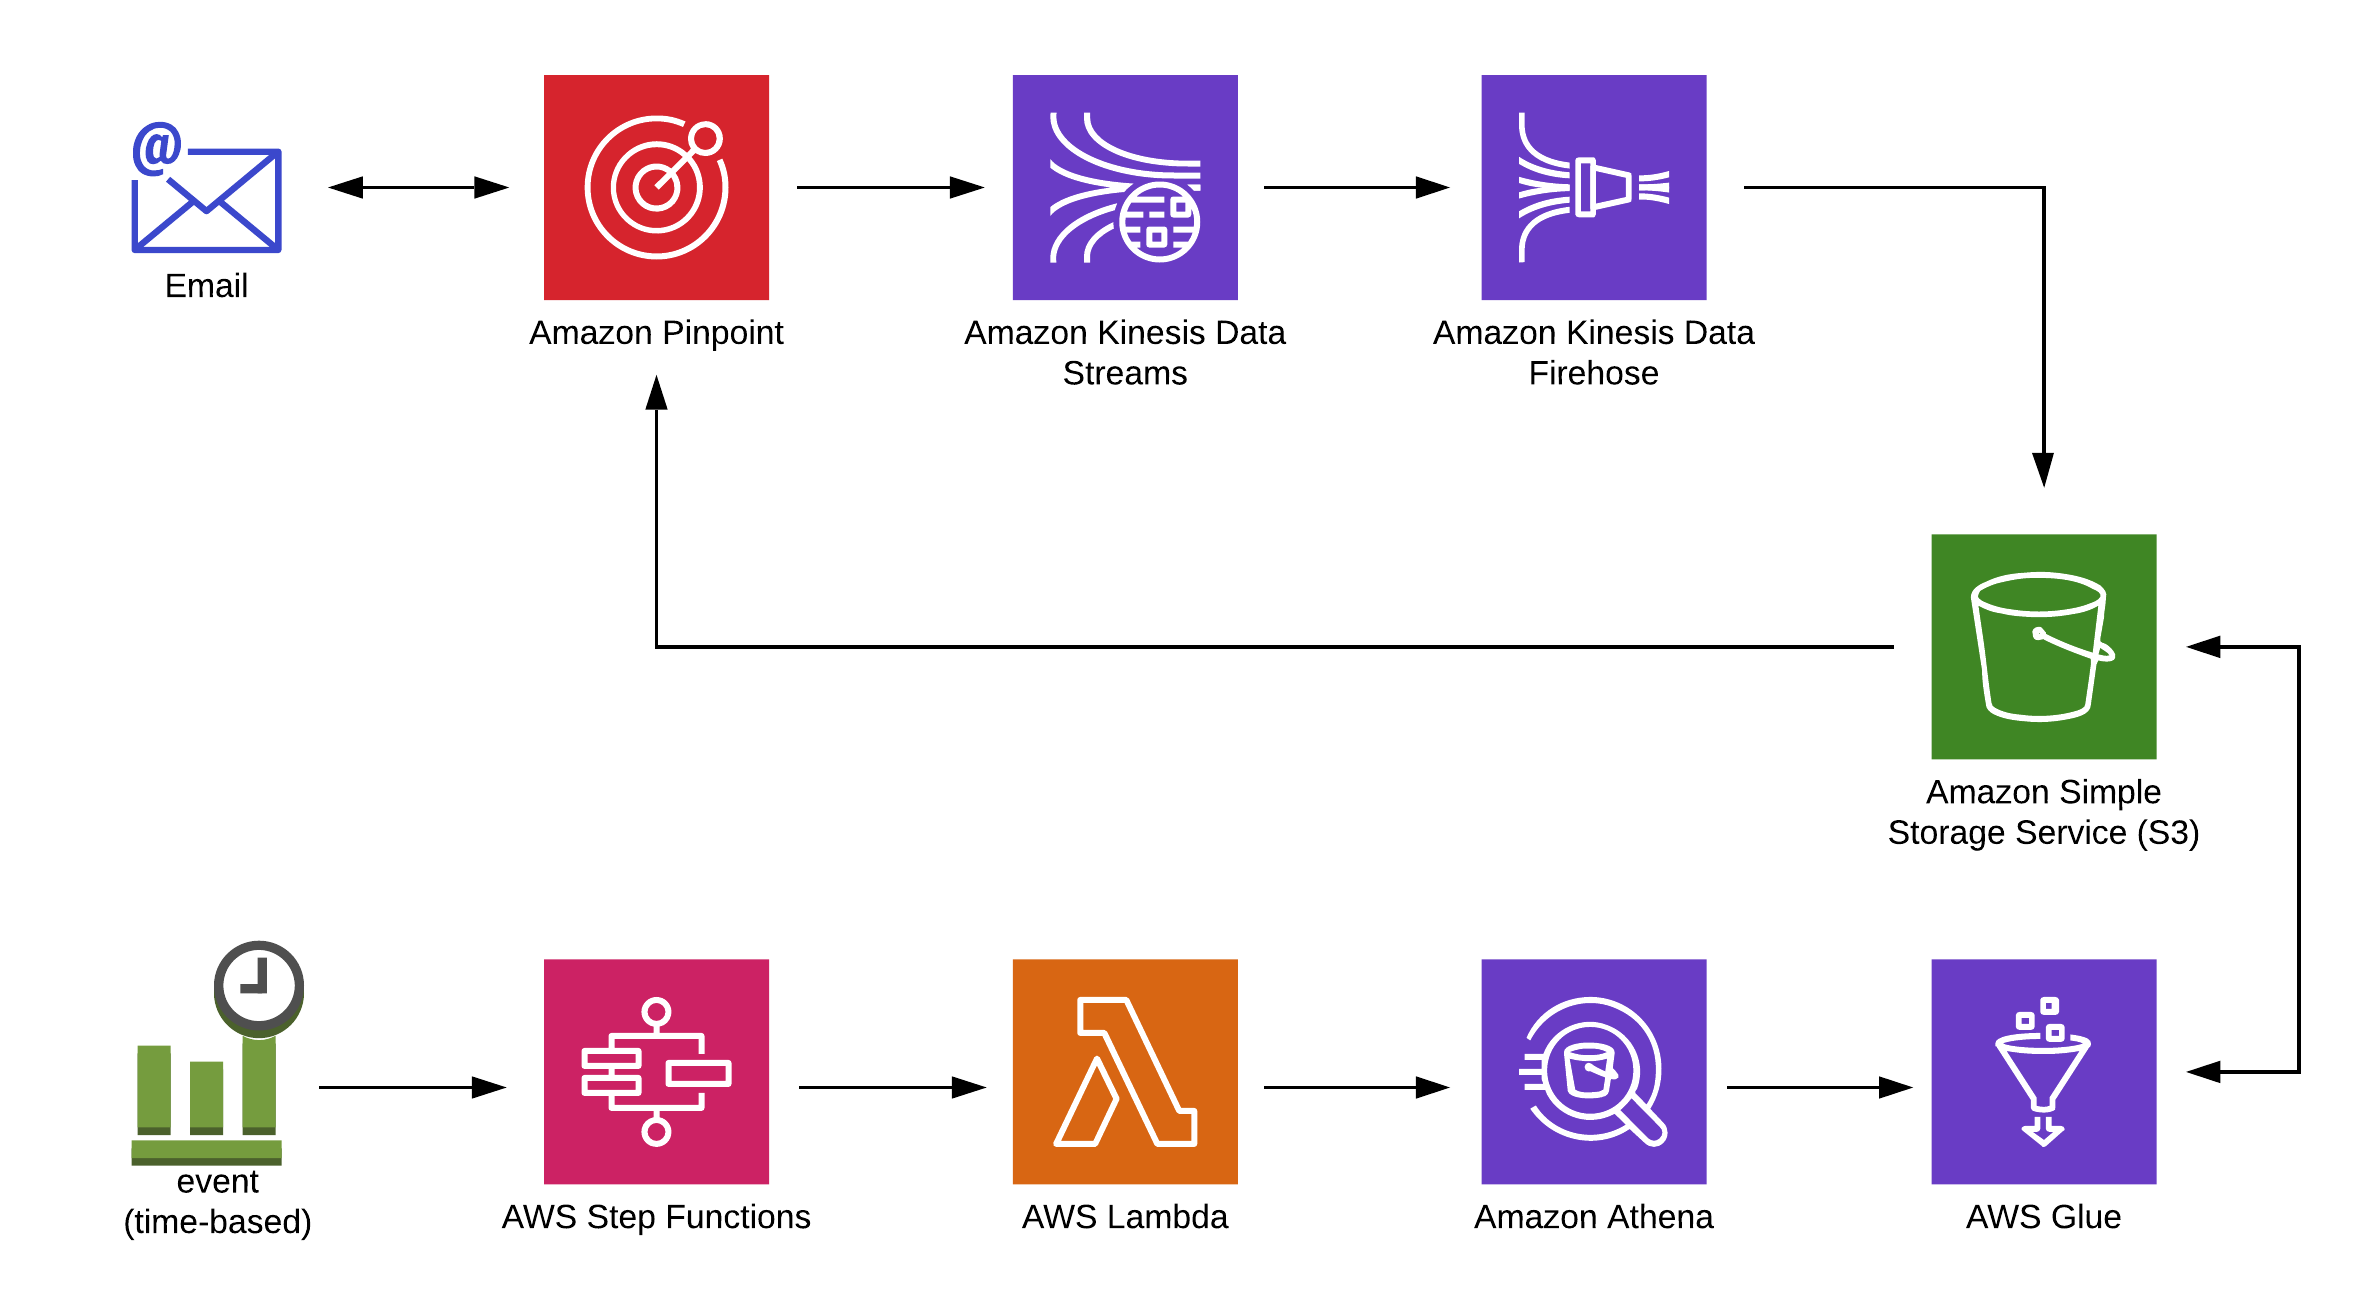 @
Email
Amazon Pinpoint
Amazon Kinesis Data
Streams
Amazon Kinesis Data
Firehose
Amazon Simple
Storage Service (S3)
event
(time-based)
AWS Step Functions
AWS Lambda
Amazon Athena
AWS Glue